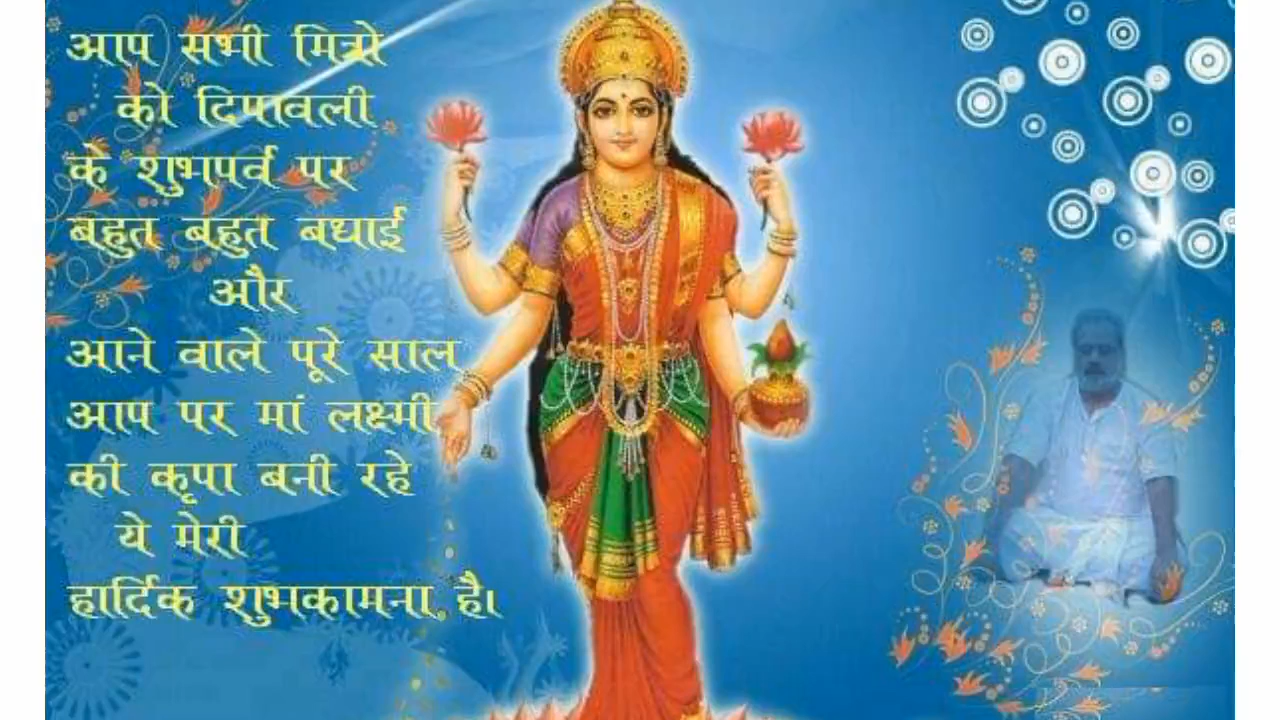 आप सभी मित्रो
को दिपावली
के शुभपर्व पर
बहुत बहुत बधाई
और
आने वाले पूरे साल
आप पर मां लक्ष्मी
की कृपा बनी रहे
ये मेरी
हार्दिक शुभकामना है।